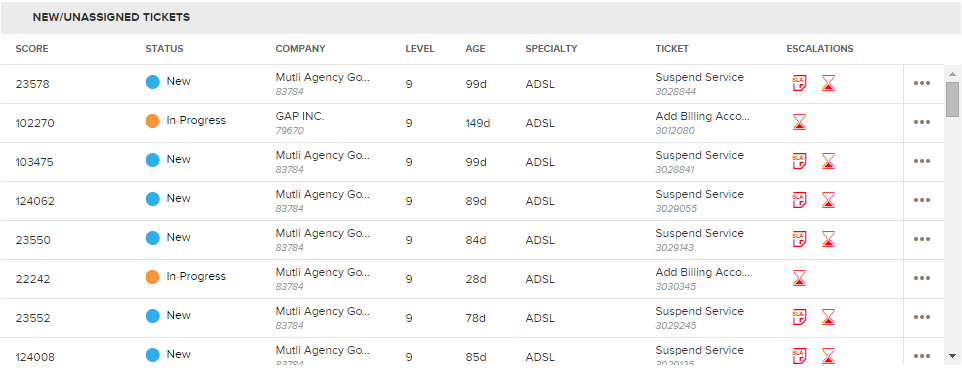 NEW/UNASSIGNED TICKETS
SCORE STATUS COMPANY LEVEL AGE SPECIALTY TICKET ESCALATIONS
23578 New Mutli Agency Go... 9 99d ADSL Suspend Service SLA
83784 3028844
102270 In-Progress GAP INC. 9 149d ADSL Add Billing Acco...
79670 3012080
103475 New Mutli Agency Go... 9 99d ADSL Suspend Service SLA
83784 3028841
124062 New Mutli Agency Go... 9 89d ADSL Suspend Service SLA
83784 3029055
23550 New Mutli Agency Go... 9 84d ADSL Suspend Service SLA
83784 3029143
22242 In-Progress Mutli Agency Go... 9 28d ADSL Add Billing Acco...
83784 3030345
23552 New Mutli Agency Go... 9 78d ADSL Suspend Service SLA
83784 3029245
124008 New Mutli Agency Go... 9 85d ADSL Suspend Service SLA
83784 3029125